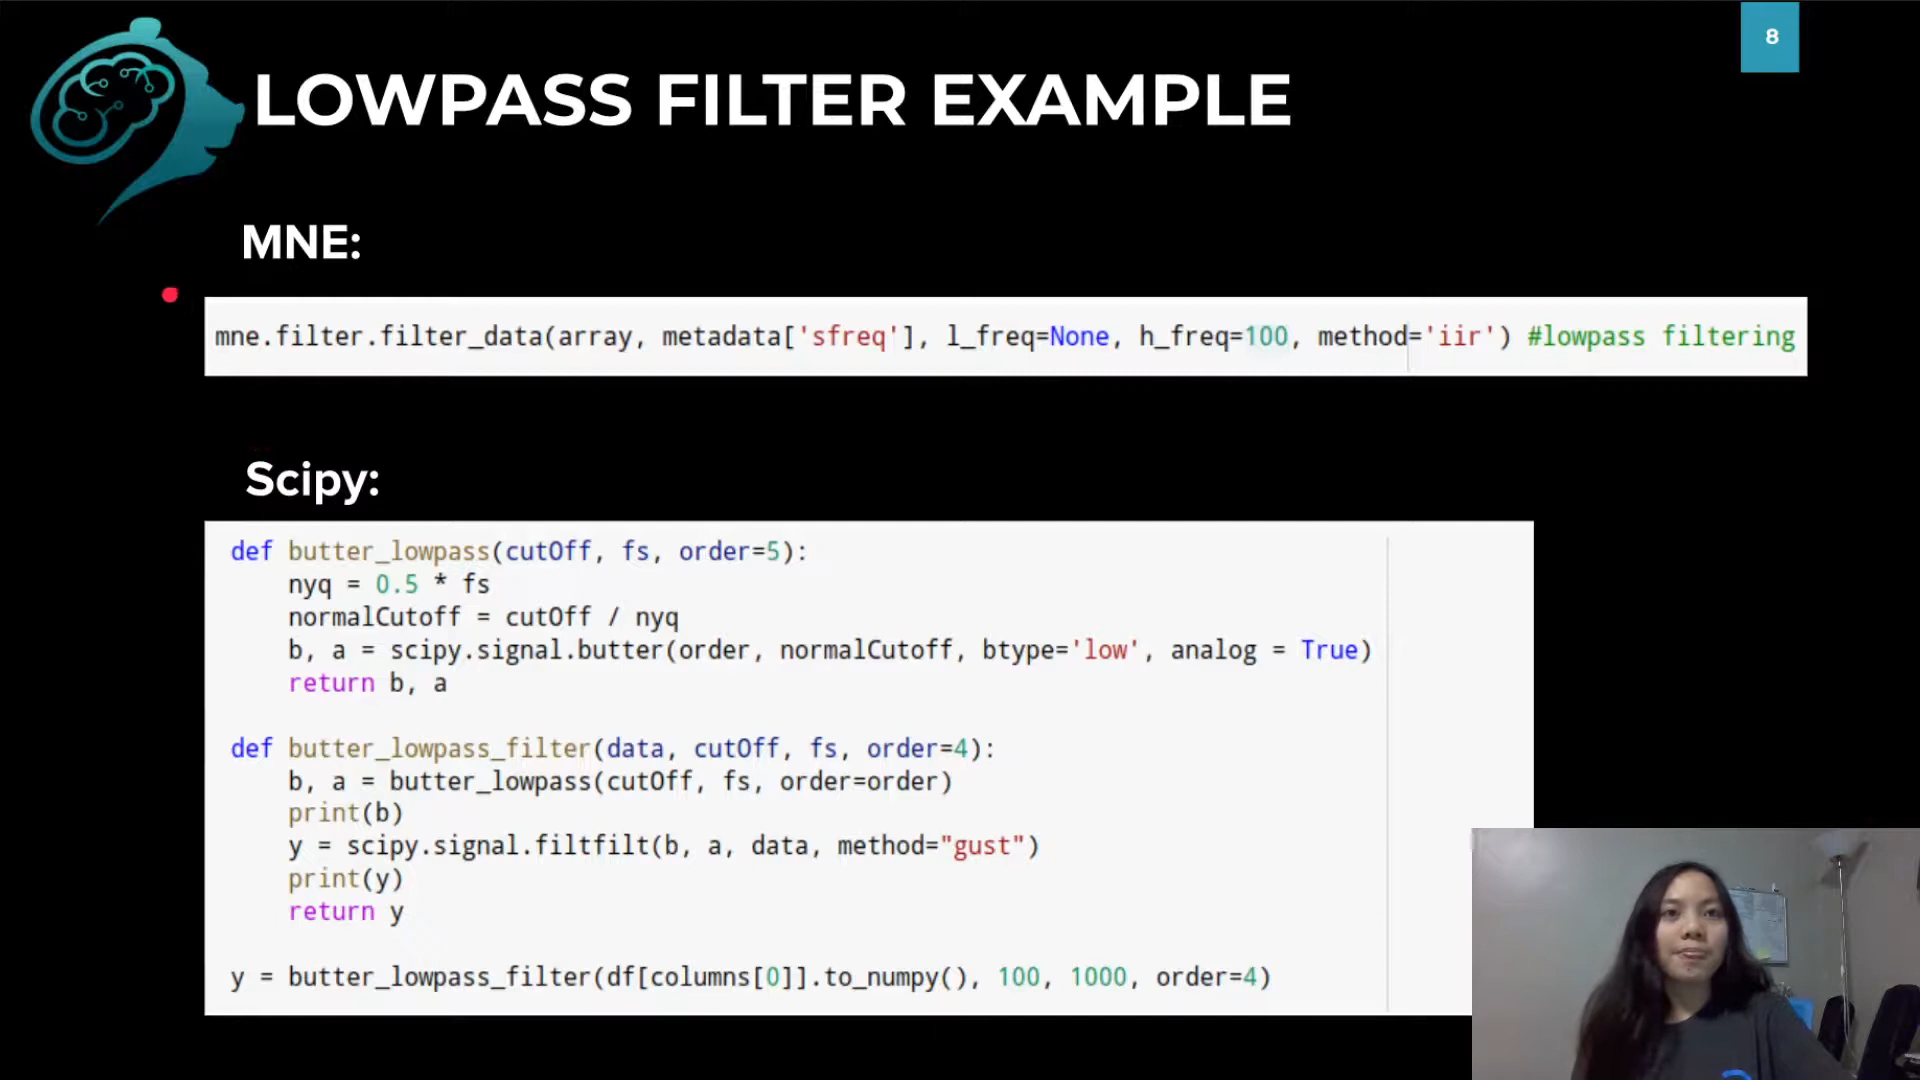 8
LOWPASS FILTER EXAMPLE
MNE:
mne.filter.filter_data(array, metadata['sfreq'], l_freq=None, h_freq=100, method='iir') #lowpass filtering
Scipy:
def butter_lowpass(cutOff, fs, order=5):
    nyq = 0.5 * fs
    normalCutoff = cutOff / nyq
    b, a = scipy.signal.butter(order, normalCutoff, btype='low', analog = True)
    return b, a
def butter_lowpass_filter(data, cutOff, fs, order=4):
    b, a = butter_lowpass(cutOff, fs, order=order)
    print(b)
    y = scipy.signal.filtfilt(b, a, data, method="gust")
    print(y)
    return y
y = butter_lowpass_filter(df[columns[0]].to_numpy(), 100, 1000, order=4)